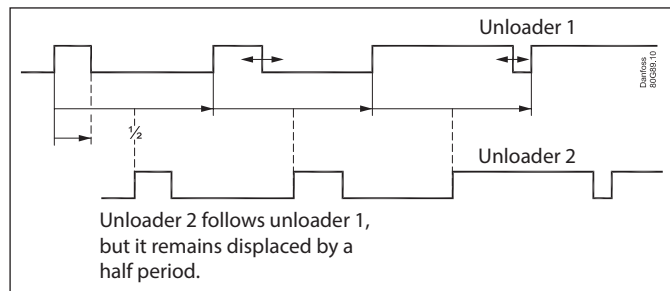 Unloader 1
Danfoss
80G89.10
½
Unloader 2
Unloader 2 follows unloader 1,
but it remains displaced by a
half period.